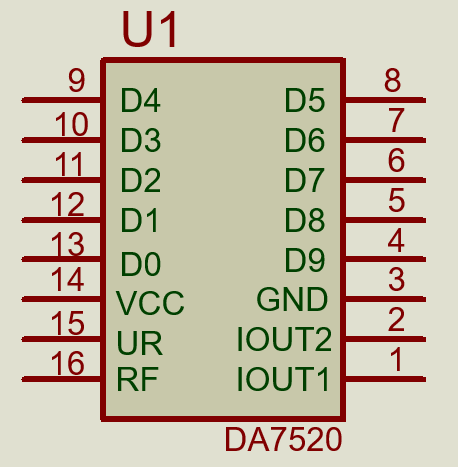 U1
9 D4 D5 8
10 D3 D6 7
11 D2 D7 6
12 D1 D8 5
13 D0 D9 4
14 VCC GND 3
15 UR IOUT2 2
16 RF IOUT1 1
DA7520